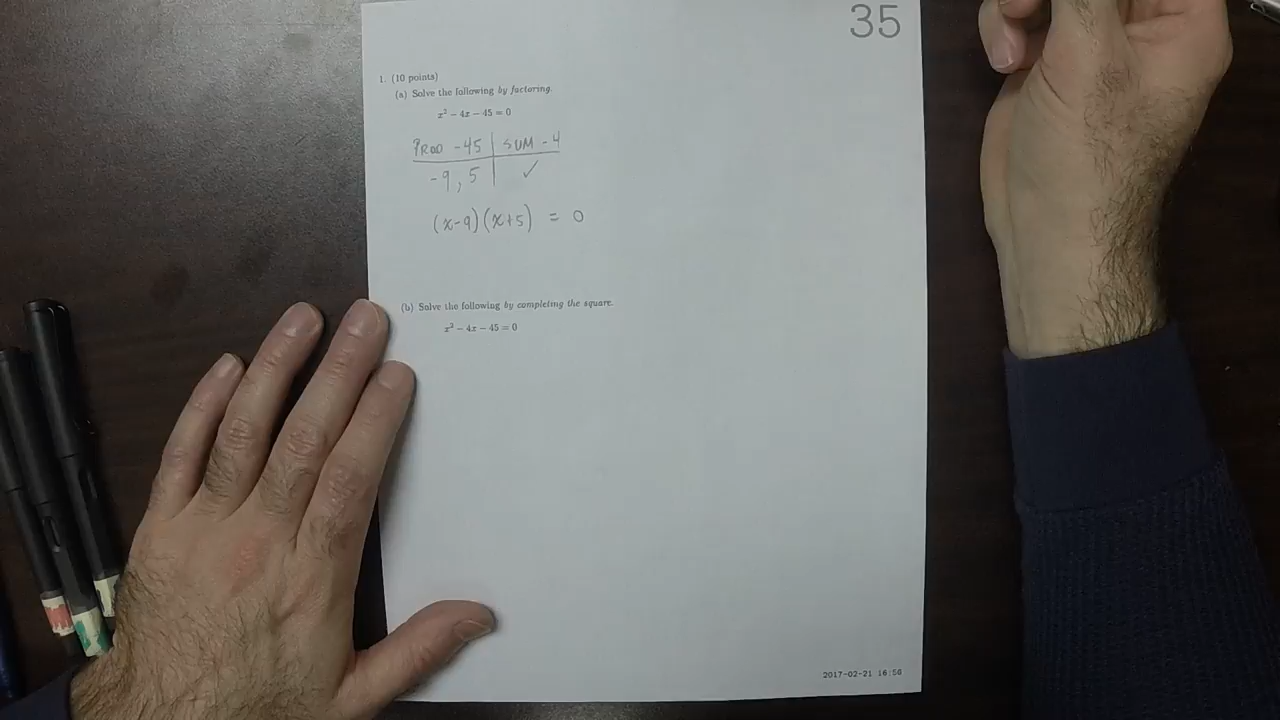 35
1. (10 points)
(a) Solve the following by factoring.
x² − 4x − 45 = 0
PROD -45 | SUM -4
-9, 5 | ✓
(x-9)(x+5) = 0
(b) Solve the following by completing the square.
x² − 4x − 45 = 0
2017-02-21 16:56